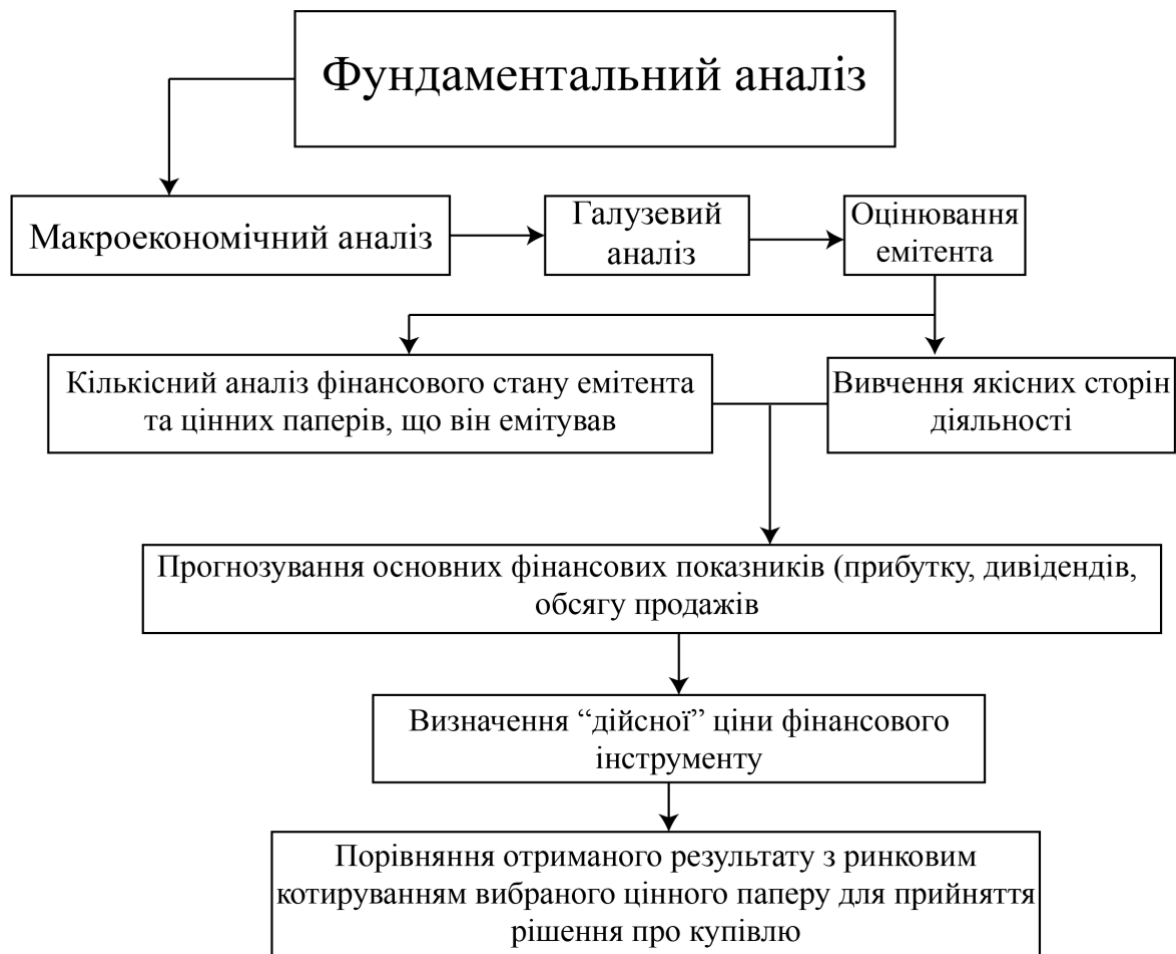 Фундаментальний аналіз
Макроекономічний аналіз
Галузевий
аналіз
Оцінювання
емітента
Кількісний аналіз фінансового стану емітента
та цінних паперів, що він емітував
Вивчення якісних сторін
діяльності
Прогнозування основних фінансових показників (прибутку, дивідендів,
обсягу продажів
Визначення “дійсної” ціни фінансового
інструменту
Порівняння отриманого результату з ринковим
котируванням вибраного цінного паперу для прийняття
рішення про купівлю